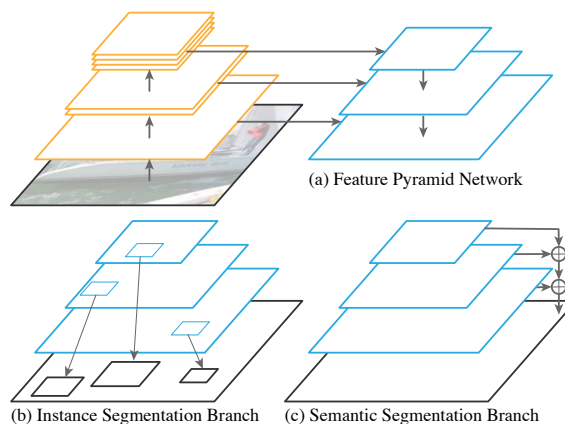 (a) Feature Pyramid Network
(b) Instance Segmentation Branch
(c) Semantic Segmentation Branch